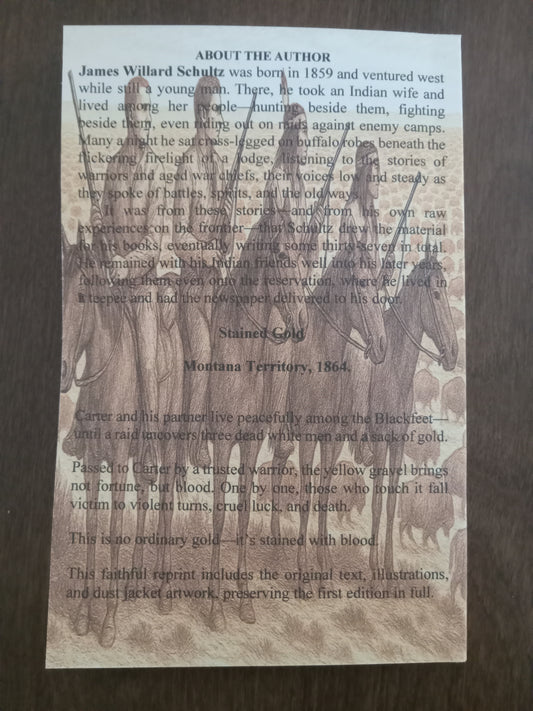 ABOUT THE AUTHOR
James Willard Schultz was born in 1859 and ventured west
while still a young man. There, he took an Indian wife and
lived among her people—hunting beside them, fighting
beside them, even riding out on raids against enemy camps.
Many a night he sat cross-legged on buffalo robes beneath the
flickering firelight of a lodge, listening to the stories of
warriors and aged war chiefs, their voices low and steady as
they spoke of battles, spirits, and the old ways.
It was from these stories—and from his own raw
experiences on the frontier—that Schultz drew the material
for his books, eventually writing some thirty-seven in total.
He remained with his Indian friends well into his later years,
following them even onto the reservation, where he lived in
a teepee and had the newspaper delivered to his door.
Stained Gold
Montana Territory, 1864.
Carter and his partner live peacefully among the Blackfeet—
until a raid uncovers three dead white men and a sack of gold.
Passed to Carter by a trusted warrior, the yellow gravel brings
not fortune, but blood. One by one, those who touch it fall
victim to violent turns, cruel luck, and death.
This is no ordinary gold—it's stained with blood.
This faithful reprint includes the original text, illustrations,
and dust jacket artwork, preserving the first edition in full.